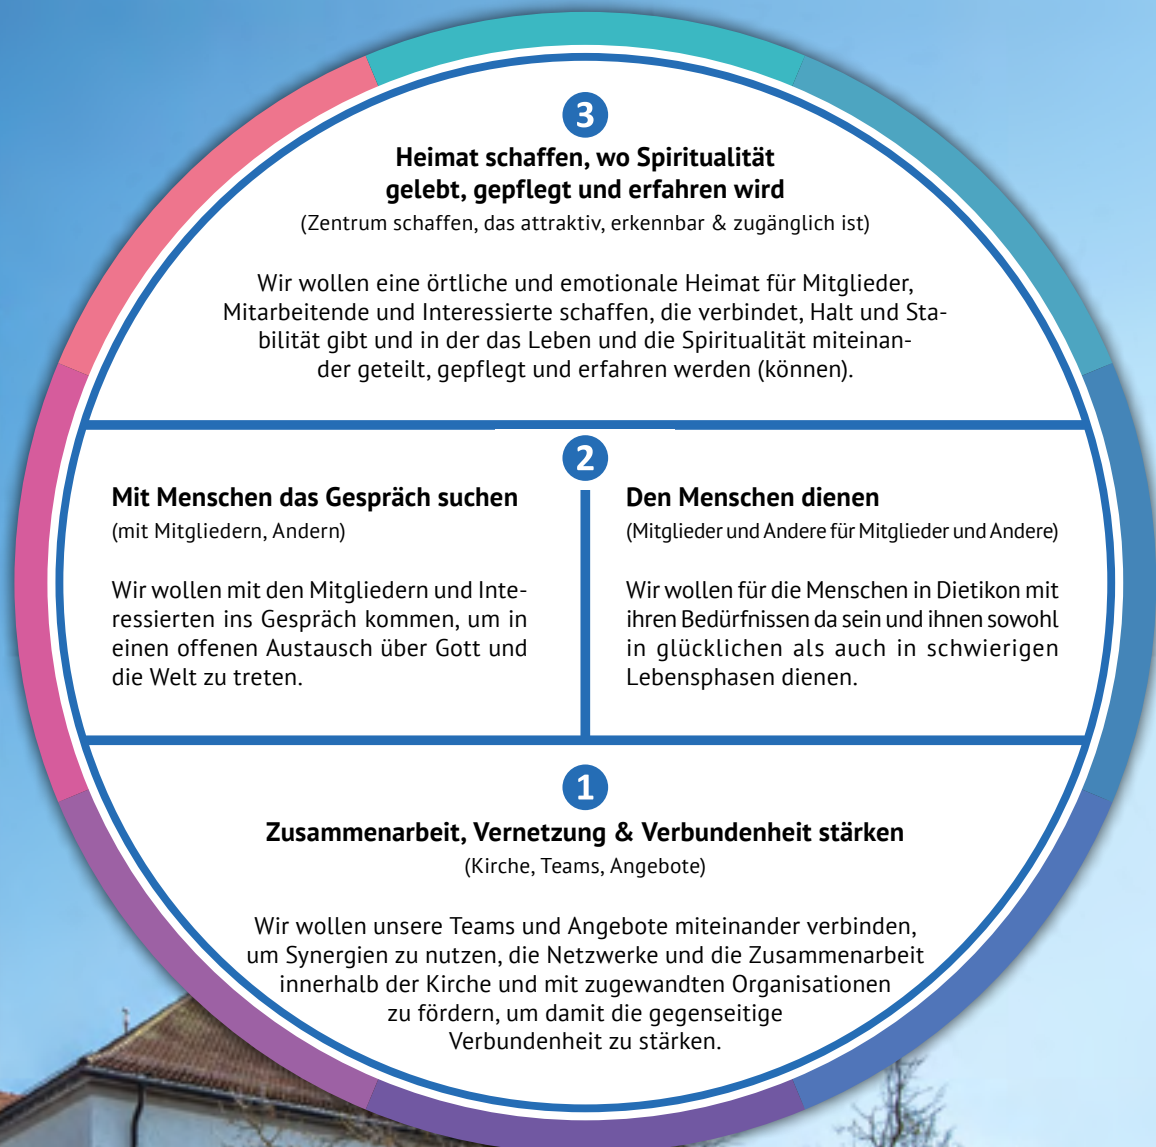 3
Heimat schaffen, wo Spiritualität
gelebt, gepflegt und erfahren wird
(Zentrum schaffen, das attraktiv, erkennbar & zugänglich ist)
Wir wollen eine örtliche und emotionale Heimat für Mitglieder,
Mitarbeitende und Interessierte schaffen, die verbindet, Halt und Sta-
bilität gibt und in der das Leben und die Spiritualität miteinan-
der geteilt, gepflegt und erfahren werden (können).
2
Mit Menschen das Gespräch suchen
(mit Mitgliedern, Andern)
Wir wollen mit den Mitgliedern und Inte-
ressierten ins Gespräch kommen, um in
einen offenen Austausch über Gott und
die Welt zu treten.
Den Menschen dienen
(Mitglieder und Andere für Mitglieder und Andere)
Wir wollen für die Menschen in Dietikon mit
ihren Bedürfnissen da sein und ihnen sowohl
in glücklichen als auch in schwierigen
Lebensphasen dienen.
1
Zusammenarbeit, Vernetzung & Verbundenheit stärken
(Kirche, Teams, Angebote)
Wir wollen unsere Teams und Angebote miteinander verbinden,
um Synergien zu nutzen, die Netzwerke und die Zusammenarbeit
innerhalb der Kirche und mit zugewandten Organisationen
zu fördern, um damit die gegenseitige
Verbundenheit zu stärken.